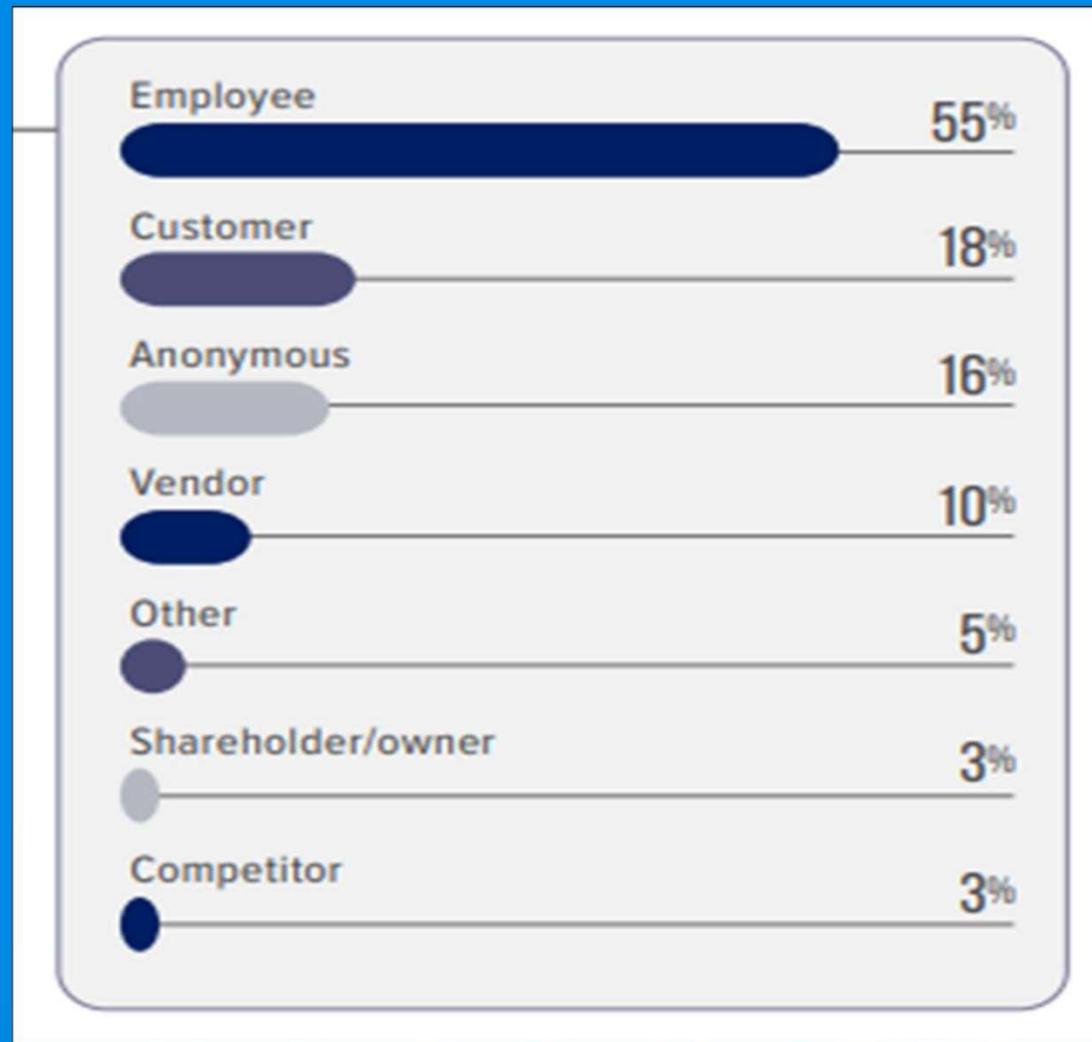 Employee
55%
Customer
18%
Anonymous
16%
Vendor
10%
Other
5%
Shareholder/owner
3%
Competitor
3%